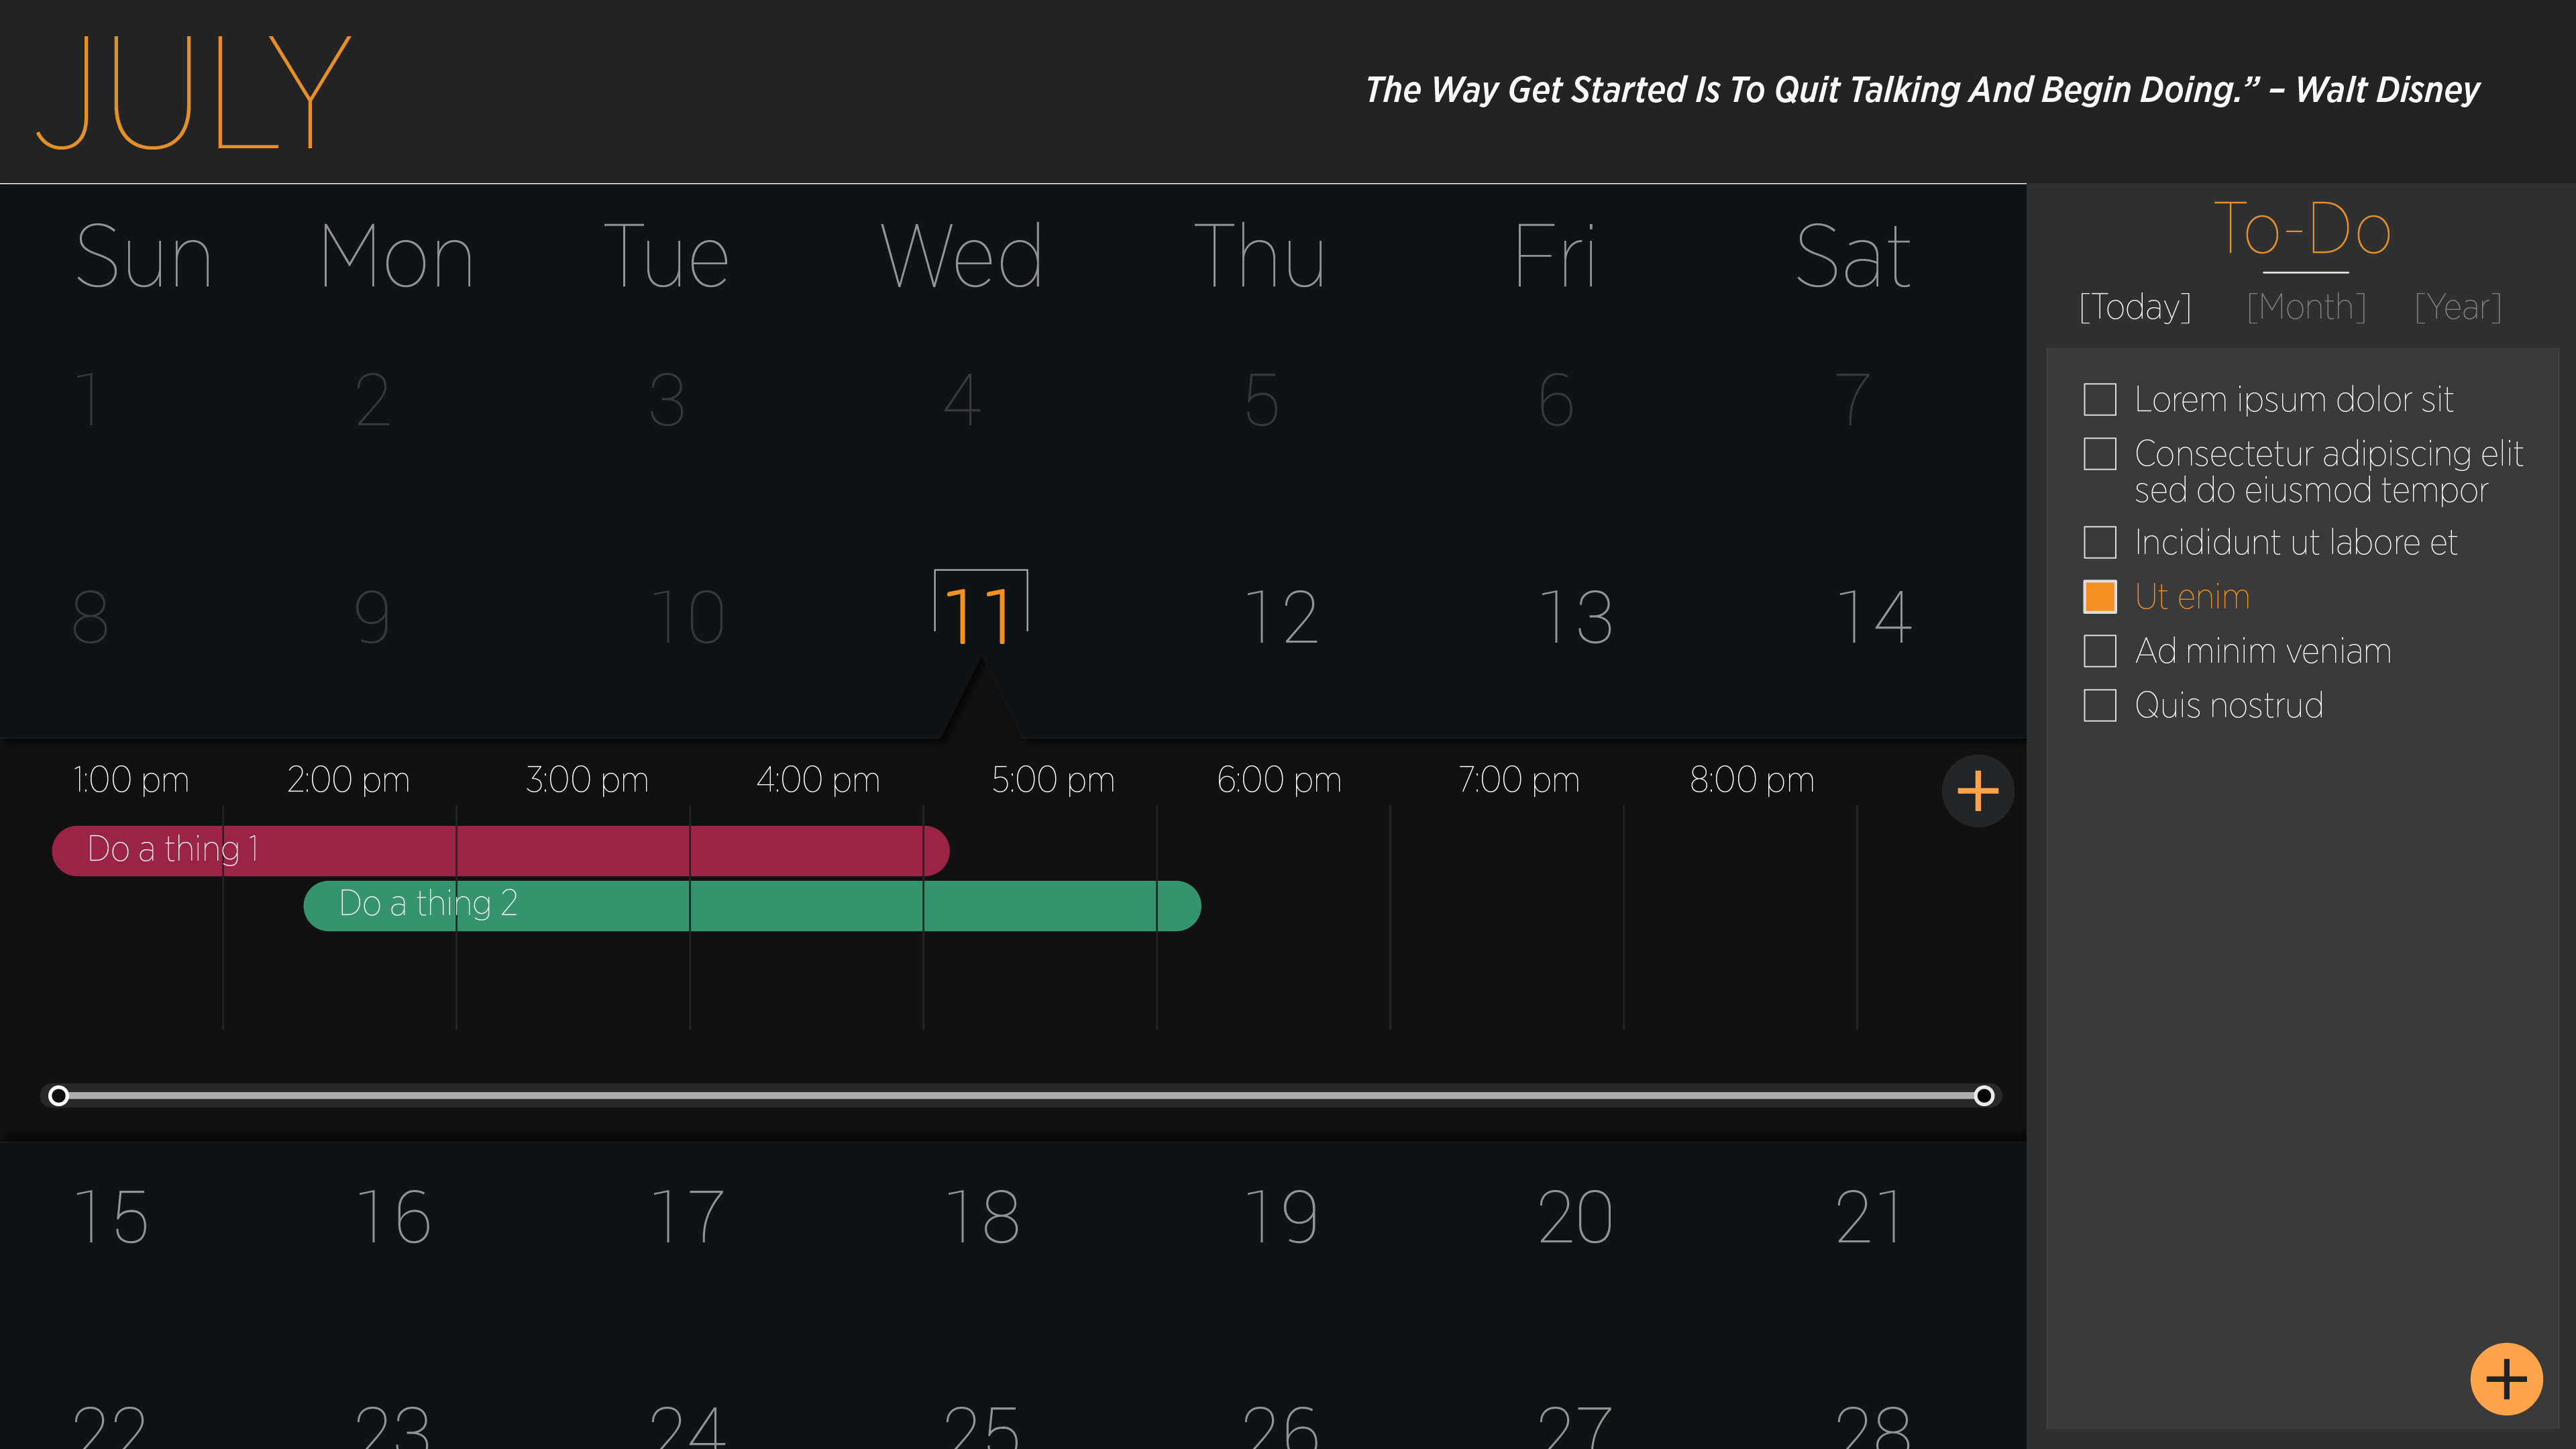 JULY
The Way Get Started Is To Quit Talking And Begin Doing.” – Walt Disney
Sun Mon Tue Wed Thu Fri Sat
1 2 3 4 5 6 7
8 9 10 11 12 13 14
1:00 pm 2:00 pm 3:00 pm 4:00 pm 5:00 pm 6:00 pm 7:00 pm 8:00 pm
+
Do a thing 1
Do a thing 2
15 16 17 18 19 20 21
22 23 24 25 26 27 28
To-Do
[Today] [Month] [Year]
Lorem ipsum dolor sit
Consectetur adipiscing elit
sed do eiusmod tempor
Incididunt ut labore et
Ut enim
Ad minim veniam
Quis nostrud
+